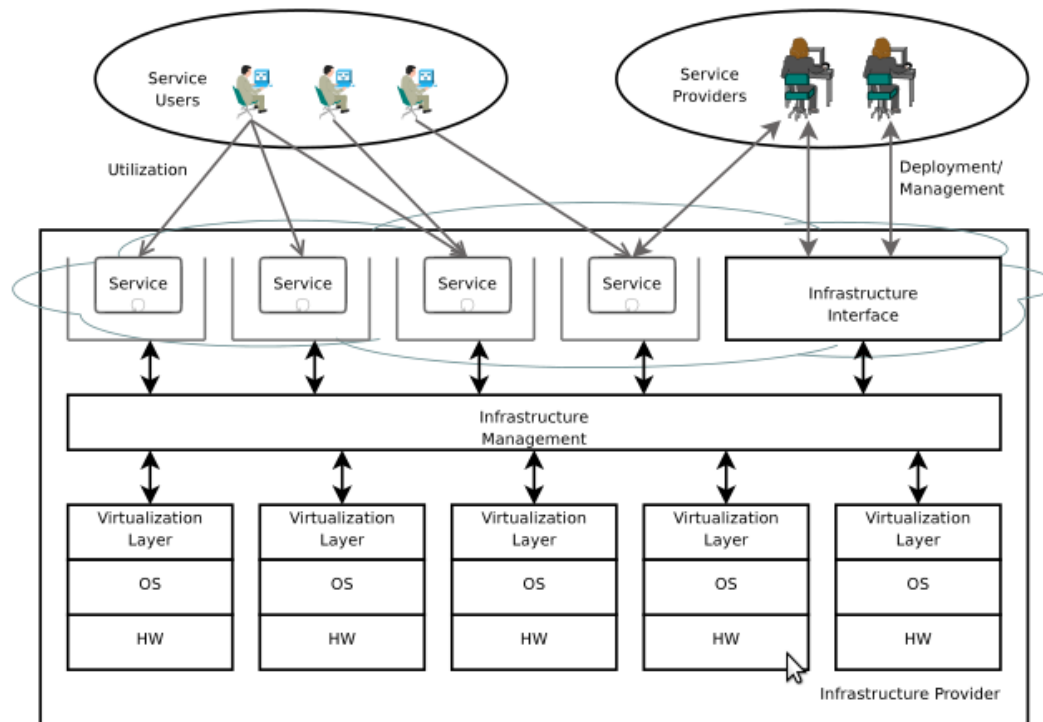 Service
Users
Service
Providers
Utilization
Deployment/
Management
Service
Service
Service
Service
Infrastructure
Interface
Infrastructure
Management
Virtualization
Layer
Virtualization
Layer
Virtualization
Layer
Virtualization
Layer
Virtualization
Layer
OS
OS
OS
OS
OS
HW
HW
HW
HW
HW
Infrastructure Provider